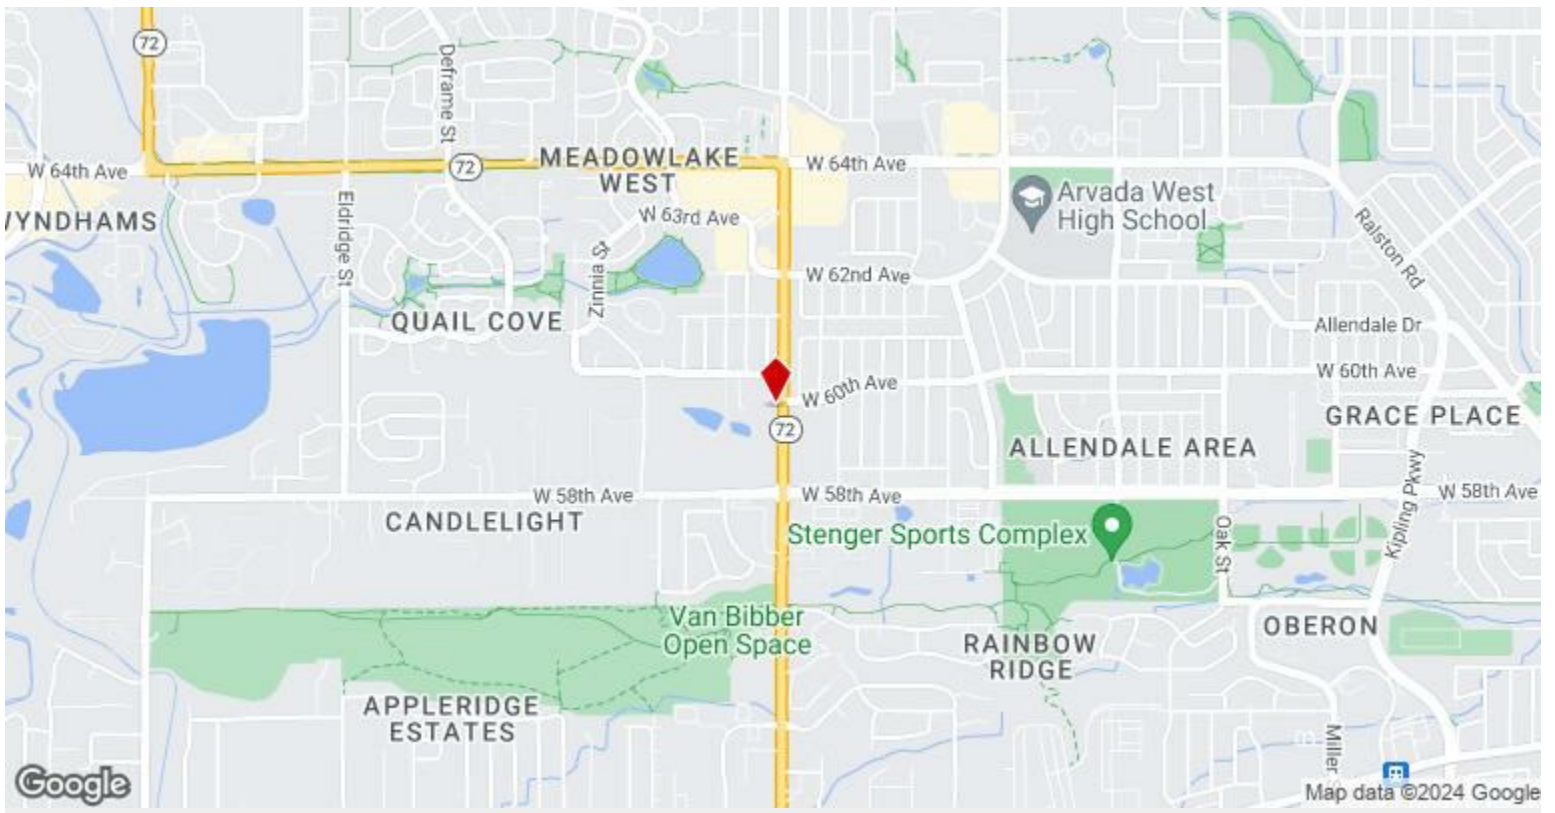 72
Deframe St
W 64th Ave
72
MEADOWLAKE
WEST
W 64th Ave
Arvada West
High School
WYNDHAMS
Eldridge St
W 63rd Ave
Zinnia St
W 62nd Ave
Ralston Rd
QUAIL COVE
Allendale Dr
W 60th Ave
W 60th Ave
72
GRACE PLACE
ALLENDALE AREA
W 58th Ave
W 58th Ave
W 58th Ave
CANDLELIGHT
Stenger Sports Complex
Oak St
Kipling Pkwy
Van Bibber
Open Space
RAINBOW
RIDGE
OBERON
APPLERIDGE
ESTATES
Miller
Google
Map data ©2024 Google